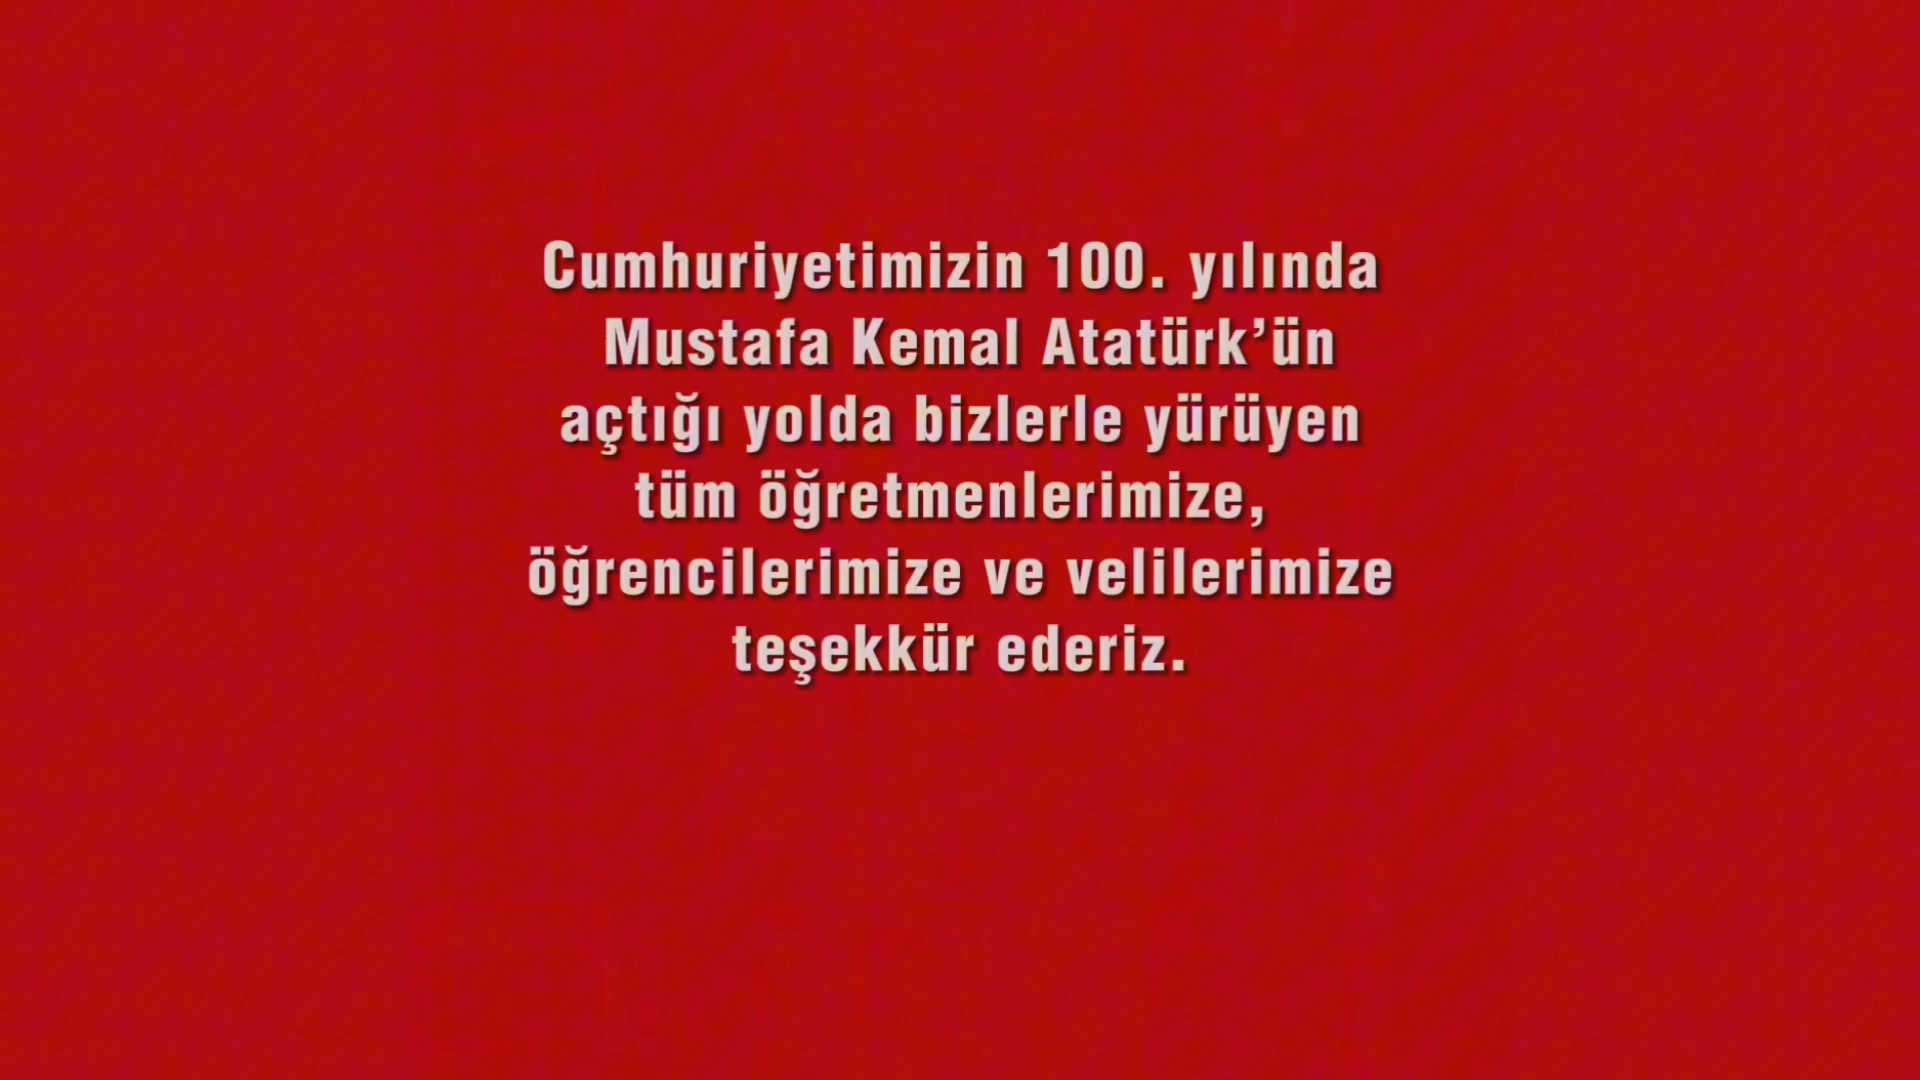 Cumhuriyetimizin 100. yılında
Mustafa Kemal Atatürk’ün
açtığı yolda bizlerle yürüyen
tüm öğretmenlerimize,
öğrencilerimize ve velilerimize
teşekkür ederiz.